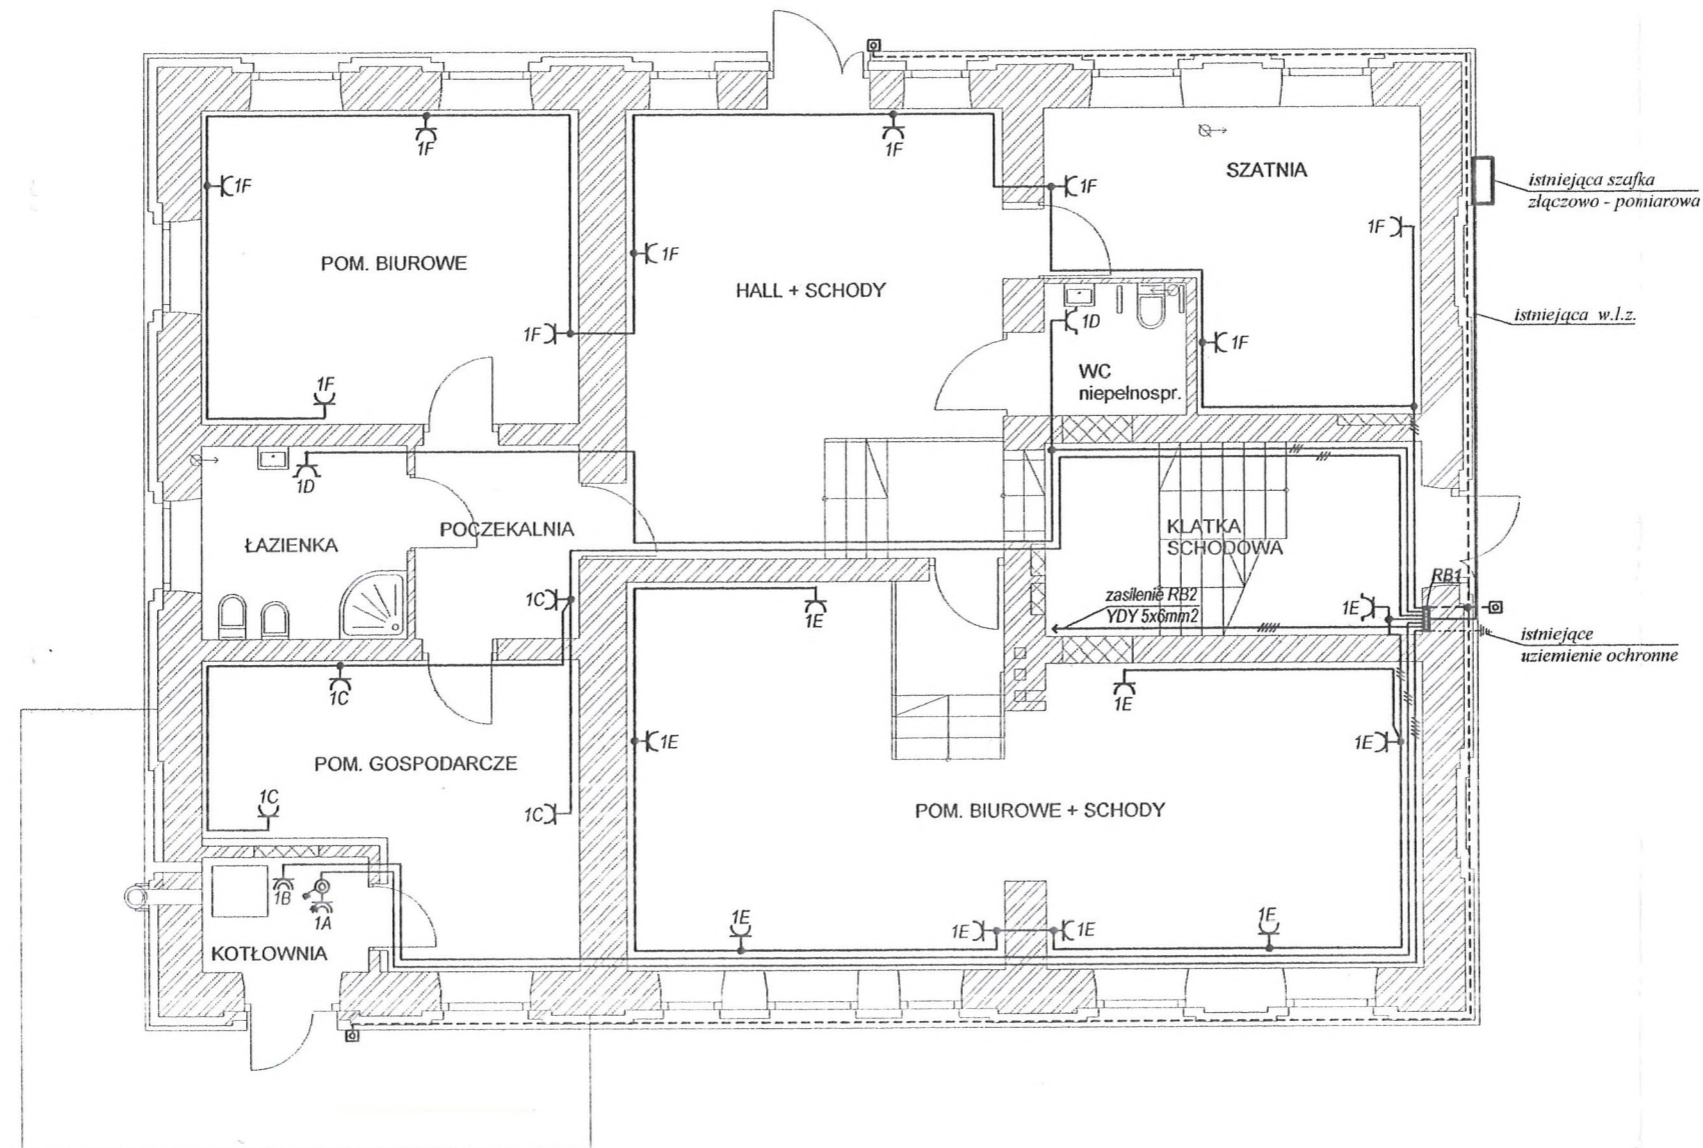 1F
1F
1F
1F
SZATNIA
istniejąca szafka
złączowo - pomiarowa
1F
1F
POM. BIUROWE
HALL + SCHODY
1F
1D
istniejąca w.l.z.
1F
1F
WC
niepełnospr.
1D
POCZEKALNIA
ŁAZIENKA
KLATKA
SCHODOWA
RB1
1C
1E
zasilenie RB2
YDY 5x6mm2
1E
istniejące
uziemienie ochronne
1C
1E
1E
1E
POM. GOSPODARCZE
1C
1C
POM. BIUROWE + SCHODY
1B
1A
1E
1E
1E
1E
KOTŁOWNIA